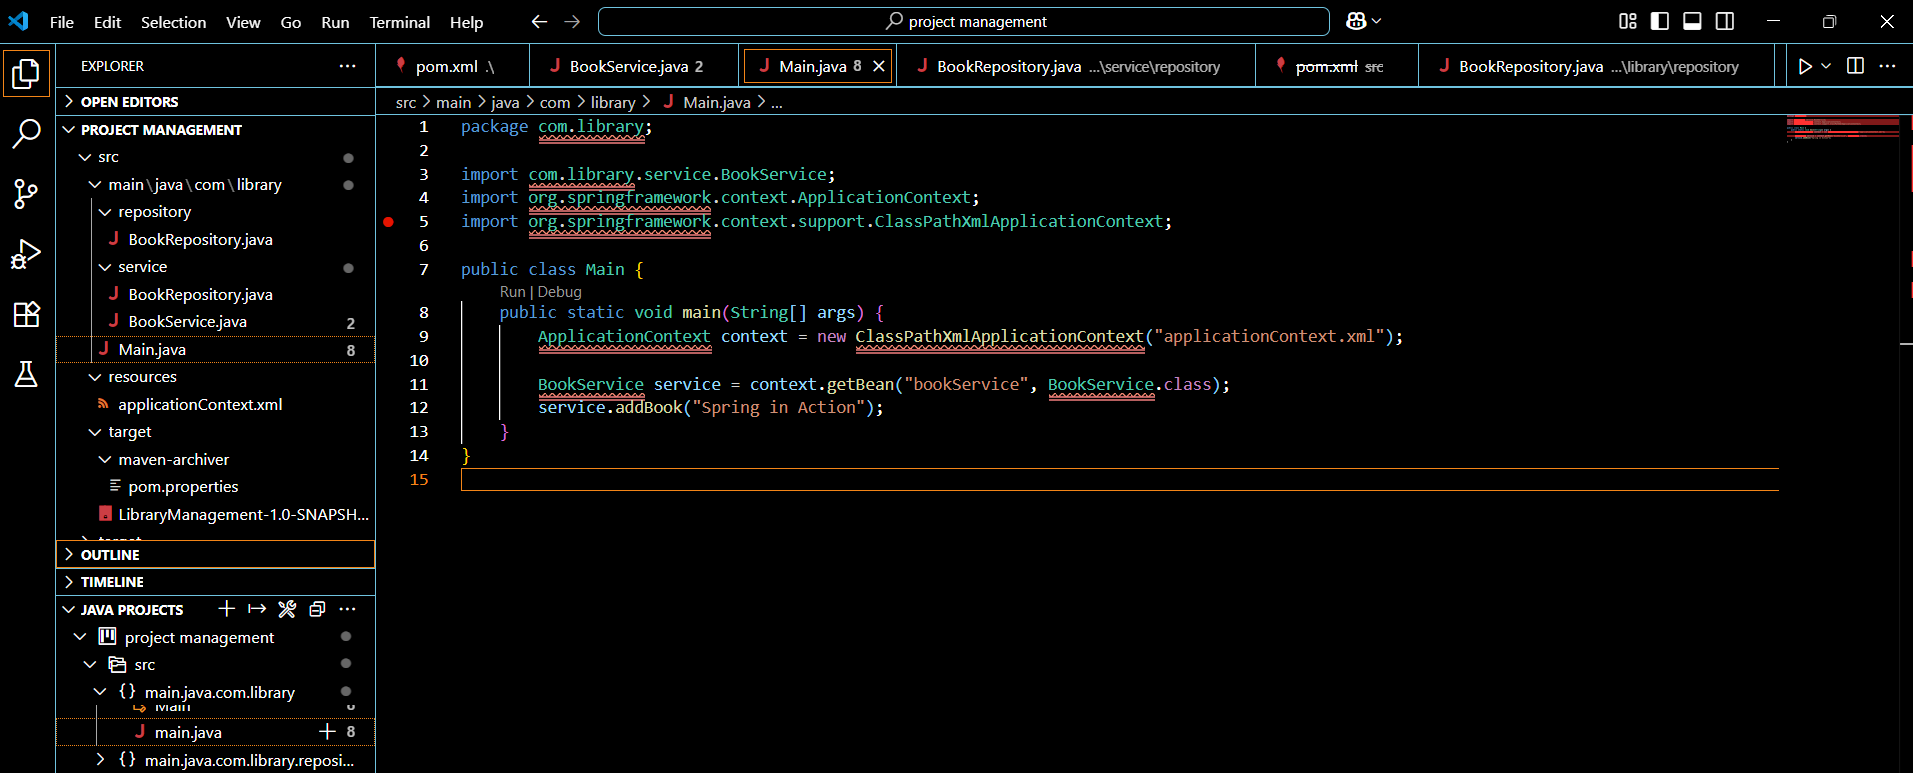 File Edit Selection View Go Run Terminal Help
project management
EXPLORER
OPEN EDITORS
PROJECT MANAGEMENT
src
main\java\com\library
repository
BookRepository.java
service
BookRepository.java
BookService.java 2
Main.java 8
resources
applicationContext.xml
target
maven-archiver
pom.properties
LibraryManagement-1.0-SNAPSH...
target
OUTLINE
TIMELINE
JAVA PROJECTS
project management
src
main.java.com.library
Main 8
main.java 8
main.java.com.library.reposi...
pom.xml .\
BookService.java 2
Main.java 8
BookRepository.java ...\service\repository
pom.xml src
BookRepository.java ...\library\repository
src > main > java > com > library > Main.java > ...
1 package com.library;
2
3 import com.library.service.BookService;
4 import org.springframework.context.ApplicationContext;
5 import org.springframework.context.support.ClassPathXmlApplicationContext;
6
7 public class Main {
Run | Debug
8 public static void main(String[] args) {
9 ApplicationContext context = new ClassPathXmlApplicationContext("applicationContext.xml");
10
11 BookService service = context.getBean("bookService", BookService.class);
12 service.addBook("Spring in Action");
13 }
14 }
15